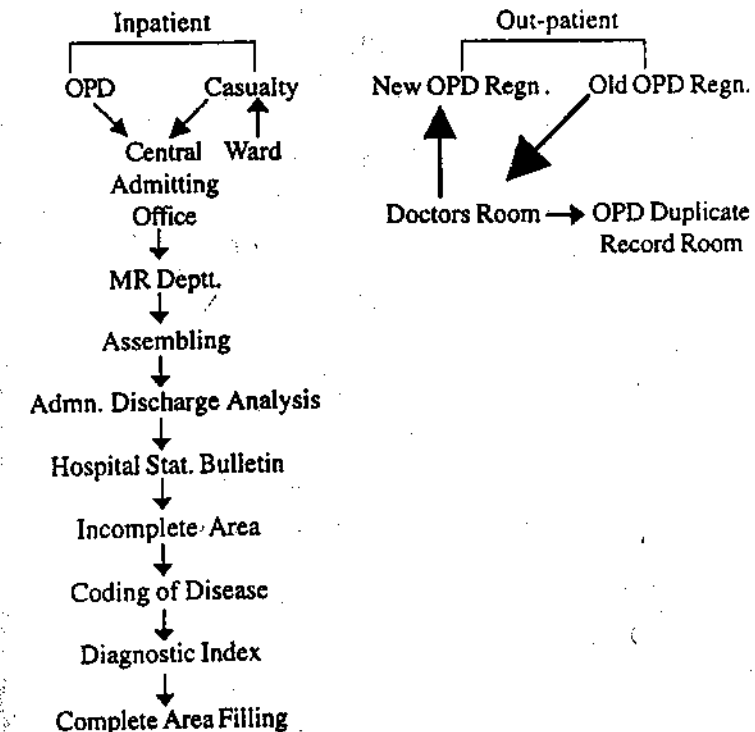 Inpatient
OPD
Casualty
Central
Ward
Admitting
Office
MR Deptt.
Assembling
Admn. Discharge Analysis
Hospital Stat. Bulletin
Incomplete Area
Coding of Disease
Diagnostic Index
Complete Area Filling
Out-patient
New OPD Regn.
Old OPD Regn.
Doctors Room
OPD Duplicate
Record Room